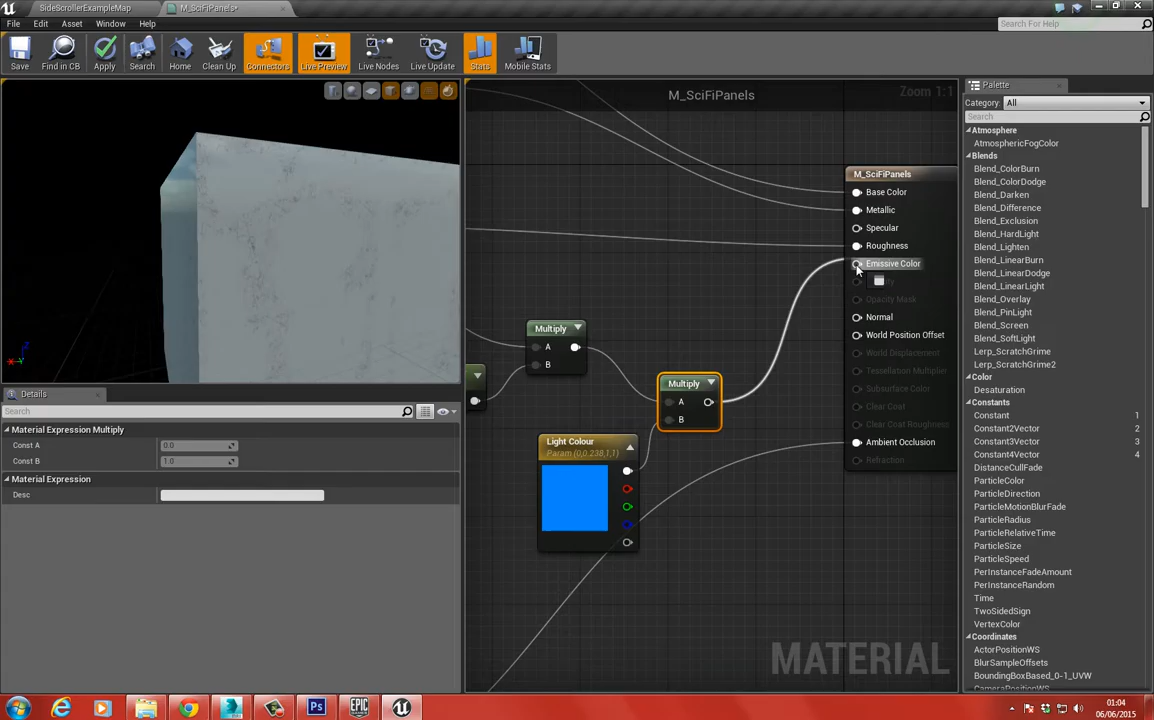 SideScrollerExampleMap
M_SciFiPanels*
File Edit Asset Window Help
Search For Help
Save Find in CB Apply Search Home Clean Up Connectors Live Preview Live Nodes Live Update Stats Mobile Stats
M_SciFiPanels
Zoom 1:1
Multiply
A
B
Multiply
A
B
Light Colour
Param (0,0.238,1,1)
M_SciFiPanels
Base Color
Metallic
Specular
Roughness
Emissive Color
Opacity Mask
Normal
World Position Offset
World Displacement
Tessellation Multiplier
Subsurface Color
Clear Coat
Clear Coat Roughness
Ambient Occlusion
Refraction
MATERIAL
Z
X
Y
Details
Search
Material Expression Multiply
Const A 0.0
Const B 1.0
Material Expression
Desc
Palette
Category: All
Search
Atmosphere
AtmosphericFogColor
Blends
Blend_ColorBurn
Blend_ColorDodge
Blend_Darken
Blend_Difference
Blend_Exclusion
Blend_HardLight
Blend_Lighten
Blend_LinearBurn
Blend_LinearDodge
Blend_LinearLight
Blend_Overlay
Blend_PinLight
Blend_Screen
Blend_SoftLight
Lerp_ScratchGrime
Lerp_ScratchGrime2
Color
Desaturation
Constants
Constant 1
Constant2Vector 2
Constant3Vector 3
Constant4Vector 4
DistanceCullFade
ParticleColor
ParticleDirection
ParticleMotionBlurFade
ParticleRadius
ParticleRelativeTime
ParticleSize
ParticleSpeed
PerInstanceFadeAmount
PerInstanceRandom
Time
TwoSidedSign
VertexColor
Coordinates
ActorPositionWS
BlurSampleOffsets
BoundingBoxBased_0-1_UVW
CameraPositionWS
Ps
EPIC
GAMES
01:04
06/06/2015